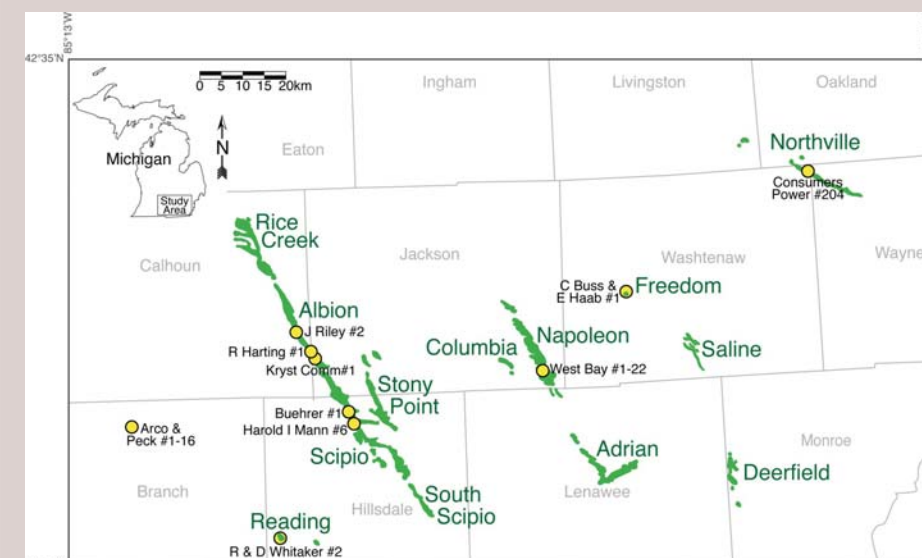 85°13'W
42°35'N
0 5 10 15 20km
Ingham
Livingston
Oakland
Michigan
N
Eaton
Northville
Study
Area
Consumers
Power #204
Rice
Creek
Calhoun
Jackson
Washtenaw
Wayne
C Buss &
E Haab #1
Freedom
Albion
J Riley #2
Napoleon
R Harting #1
Columbia
Saline
Kryst Comm#1
West Bay #1-22
Stony
Point
Buehrer #1
Harold I Mann #6
Arco &
Peck #1-16
Scipio
Adrian
Monroe
Deerfield
Branch
Lenawee
South
Scipio
Hillsdale
Reading
R & D Whitaker #2